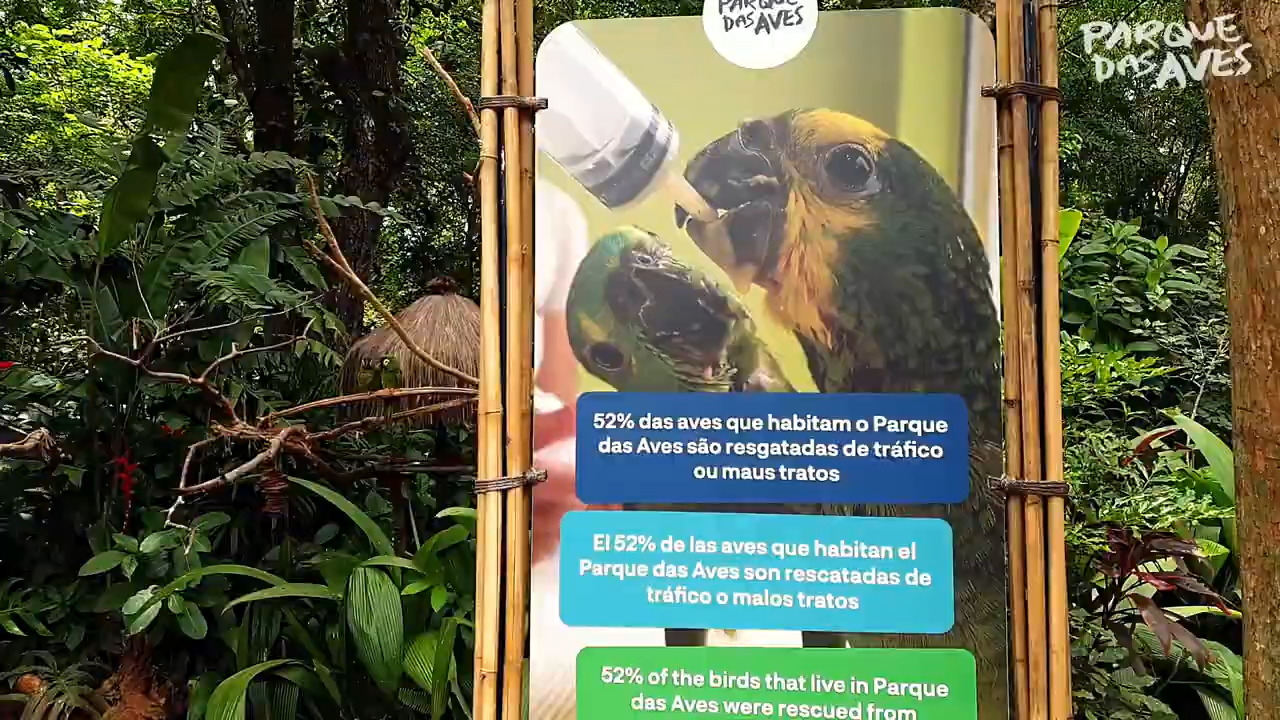 PARQUE
DAS AVES
PARQUE
DAS AVES
52% das aves que habitam o Parque
das Aves são resgatadas de tráfico
ou maus tratos
El 52% de las aves que habitan el
Parque das Aves son rescatadas de
tráfico o malos tratos
52% of the birds that live in Parque
das Aves were rescued from